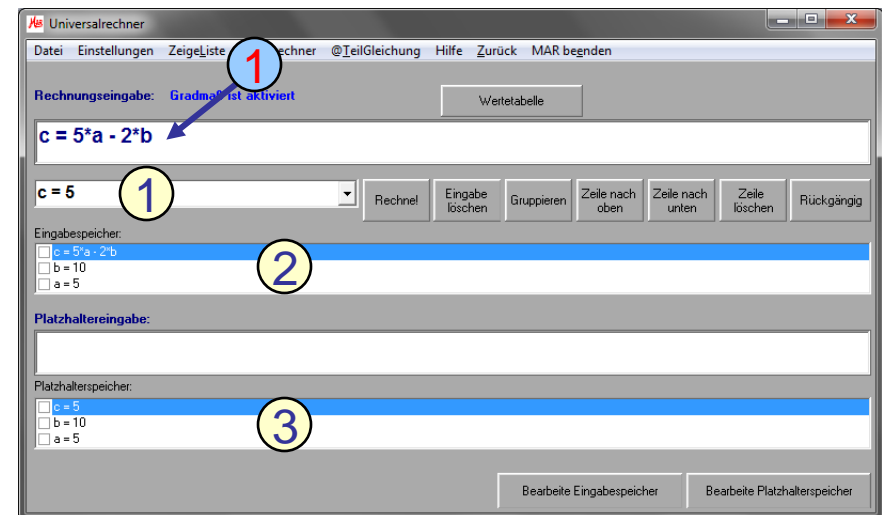 Universalrechner
Datei Einstellungen ZeigeListe echner @TeilGleichung Hilfe Zurück MAR beenden
1
Rechnungseingabe: Gradmaß ist aktiviert
Wertetabelle
c = 5*a - 2*b
c = 5
1
Rechne!
Eingabe löschen
Gruppieren
Zeile nach oben
Zeile nach unten
Zeile löschen
Rückgängig
Eingabespeicher:
c = 5*a - 2*b
b = 10
a = 5
2
Platzhaltereingabe:
Platzhalterspeicher:
c = 5
b = 10
a = 5
3
Bearbeite Eingabespeicher
Bearbeite Platzhalterspeicher